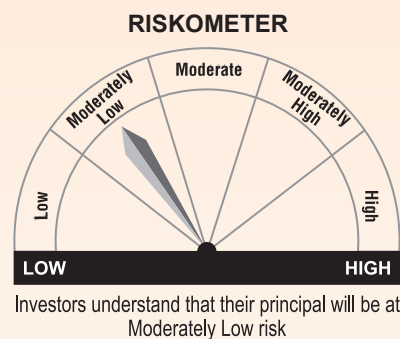 RISKOMETER
Moderate
Moderately
Low
Moderately
High
Low
High
LOW
HIGH
Investors understand that their principal will be at
Moderately Low risk